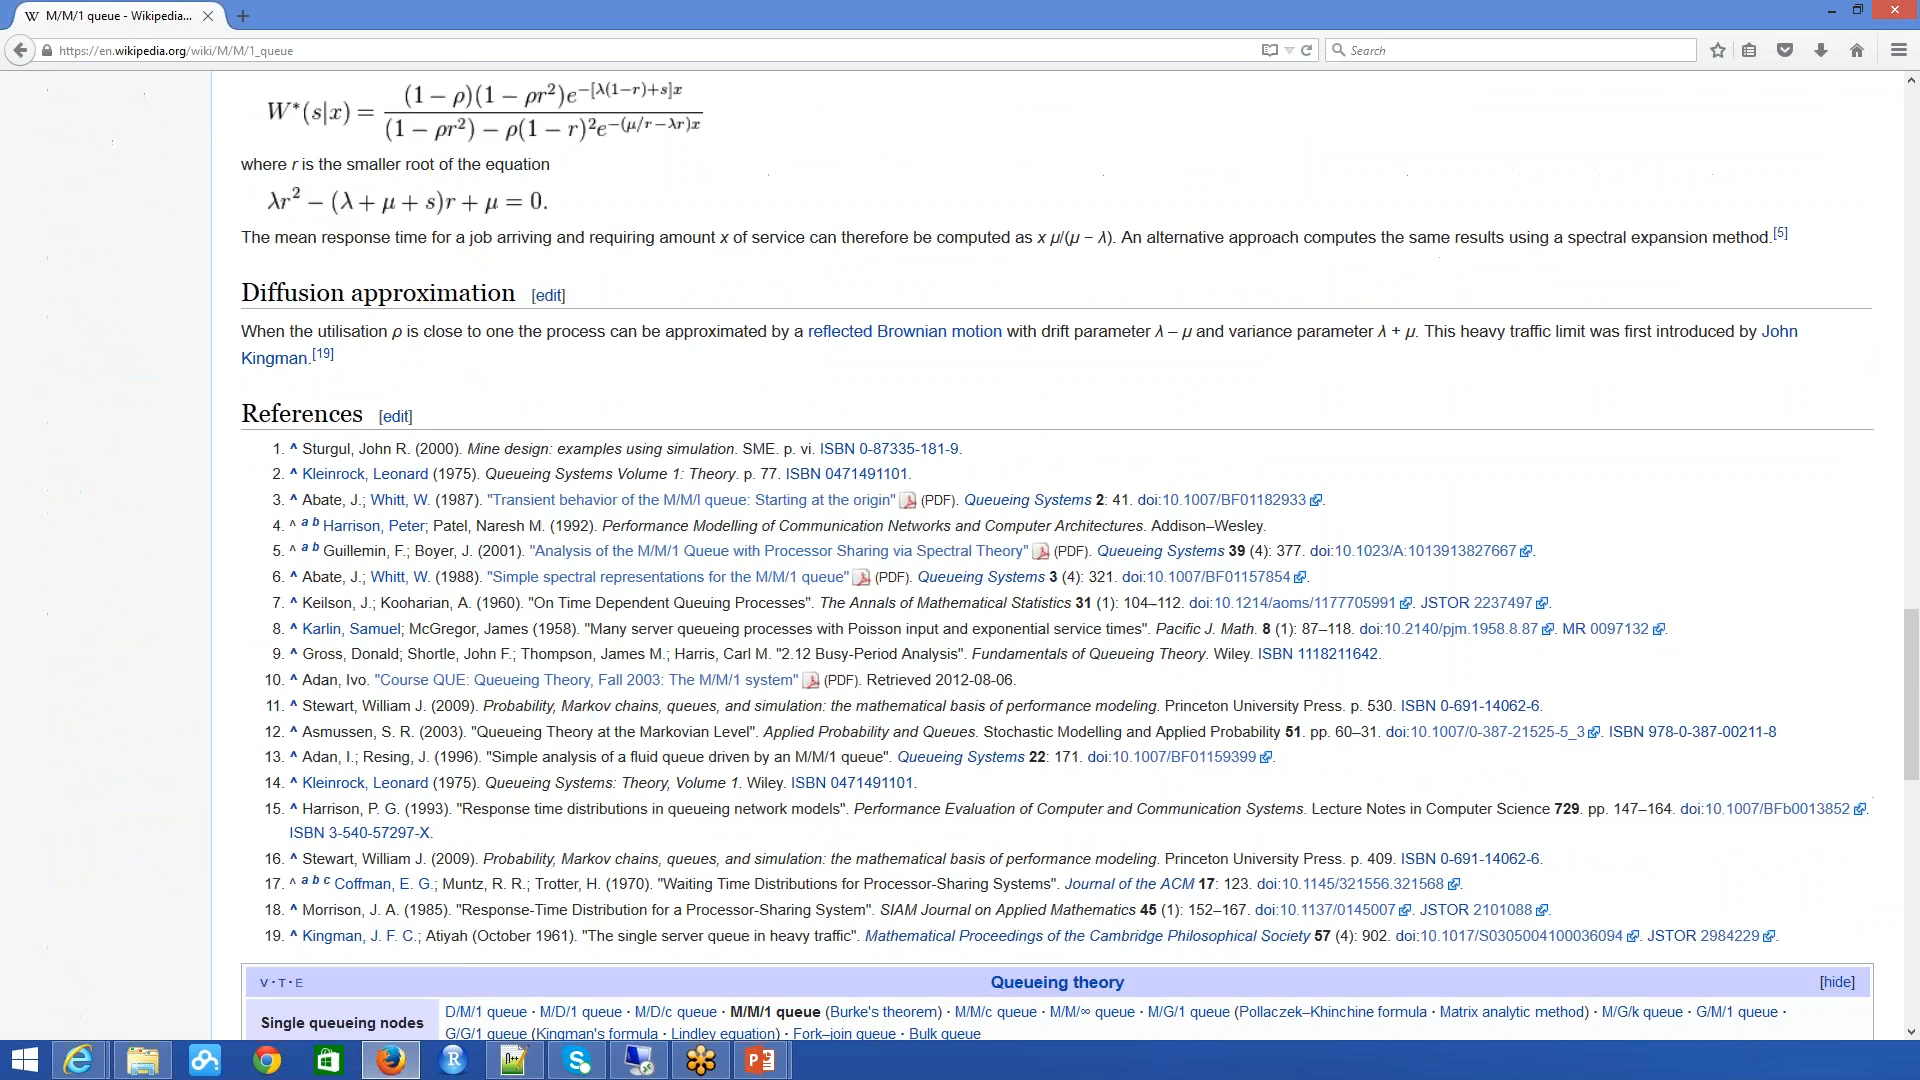 M/M/1 queue - Wikipedia...
https://en.wikipedia.org/wiki/M/M/1_queue
Search
W*(s|x) = (1 − ρ)(1 − ρr²)e^−[λ(1−r)+s]x / (1 − ρr²) − ρ(1 − r)²e^−(μ/r−λr)x
where r is the smaller root of the equation
λr² − (λ + μ + s)r + μ = 0.
The mean response time for a job arriving and requiring amount x of service can therefore be computed as x μ/(μ − λ). An alternative approach computes the same results using a spectral expansion method.[5]
Diffusion approximation [edit]
When the utilisation ρ is close to one the process can be approximated by a reflected Brownian motion with drift parameter λ – μ and variance parameter λ + μ. This heavy traffic limit was first introduced by John
Kingman.[19]
References [edit]
1. ^ Sturgul, John R. (2000). Mine design: examples using simulation. SME. p. vi. ISBN 0-87335-181-9.
2. ^ Kleinrock, Leonard (1975). Queueing Systems Volume 1: Theory. p. 77. ISBN 0471491101.
3. ^ Abate, J.; Whitt, W. (1987). "Transient behavior of the M/M/l queue: Starting at the origin" (PDF). Queueing Systems 2: 41. doi:10.1007/BF01182933.
4. ^ a b Harrison, Peter; Patel, Naresh M. (1992). Performance Modelling of Communication Networks and Computer Architectures. Addison–Wesley.
5. ^ a b Guillemin, F.; Boyer, J. (2001). "Analysis of the M/M/1 Queue with Processor Sharing via Spectral Theory" (PDF). Queueing Systems 39 (4): 377. doi:10.1023/A:1013913827667.
6. ^ Abate, J.; Whitt, W. (1988). "Simple spectral representations for the M/M/1 queue" (PDF). Queueing Systems 3 (4): 321. doi:10.1007/BF01157854.
7. ^ Keilson, J.; Kooharian, A. (1960). "On Time Dependent Queuing Processes". The Annals of Mathematical Statistics 31 (1): 104–112. doi:10.1214/aoms/1177705991. JSTOR 2237497.
8. ^ Karlin, Samuel; McGregor, James (1958). "Many server queueing processes with Poisson input and exponential service times". Pacific J. Math. 8 (1): 87–118. doi:10.2140/pjm.1958.8.87. MR 0097132.
9. ^ Gross, Donald; Shortle, John F.; Thompson, James M.; Harris, Carl M. "2.12 Busy-Period Analysis". Fundamentals of Queueing Theory. Wiley. ISBN 1118211642.
10. ^ Adan, Ivo. "Course QUE: Queueing Theory, Fall 2003: The M/M/1 system" (PDF). Retrieved 2012-08-06.
11. ^ Stewart, William J. (2009). Probability, Markov chains, queues, and simulation: the mathematical basis of performance modeling. Princeton University Press. p. 530. ISBN 0-691-14062-6.
12. ^ Asmussen, S. R. (2003). "Queueing Theory at the Markovian Level". Applied Probability and Queues. Stochastic Modelling and Applied Probability 51. pp. 60–31. doi:10.1007/0-387-21525-5_3. ISBN 978-0-387-00211-8
13. ^ Adan, I.; Resing, J. (1996). "Simple analysis of a fluid queue driven by an M/M/1 queue". Queueing Systems 22: 171. doi:10.1007/BF01159399.
14. ^ Kleinrock, Leonard (1975). Queueing Systems: Theory, Volume 1. Wiley. ISBN 0471491101.
15. ^ Harrison, P. G. (1993). "Response time distributions in queueing network models". Performance Evaluation of Computer and Communication Systems. Lecture Notes in Computer Science 729. pp. 147–164. doi:10.1007/BFb0013852.
ISBN 3-540-57297-X.
16. ^ Stewart, William J. (2009). Probability, Markov chains, queues, and simulation: the mathematical basis of performance modeling. Princeton University Press. p. 409. ISBN 0-691-14062-6.
17. ^ a b c Coffman, E. G.; Muntz, R. R.; Trotter, H. (1970). "Waiting Time Distributions for Processor-Sharing Systems". Journal of the ACM 17: 123. doi:10.1145/321556.321568.
18. ^ Morrison, J. A. (1985). "Response-Time Distribution for a Processor-Sharing System". SIAM Journal on Applied Mathematics 45 (1): 152–167. doi:10.1137/0145007. JSTOR 2101088.
19. ^ Kingman, J. F. C.; Atiyah (October 1961). "The single server queue in heavy traffic". Mathematical Proceedings of the Cambridge Philosophical Society 57 (4): 902. doi:10.1017/S0305004100036094. JSTOR 2984229.
V · T · E Queueing theory [hide]
Single queueing nodes
D/M/1 queue · M/D/1 queue · M/D/c queue · M/M/1 queue (Burke's theorem) · M/M/c queue · M/M/∞ queue · M/G/1 queue (Pollaczek–Khinchine formula · Matrix analytic method) · M/G/k queue · G/M/1 queue ·
G/G/1 queue (Kingman's formula · Lindley equation) · Fork–join queue · Bulk queue